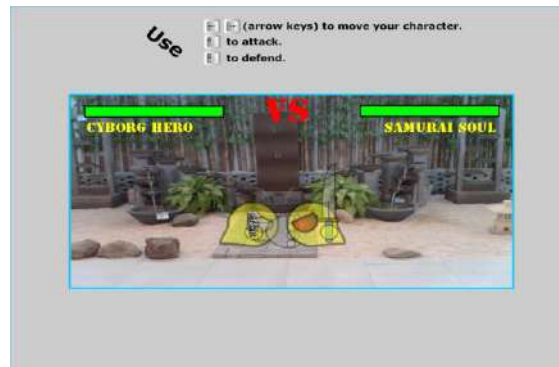 Use
(arrow keys) to move your character.
to attack.
to defend.
VS
CYBORG HERO
SAMURAI SOUL